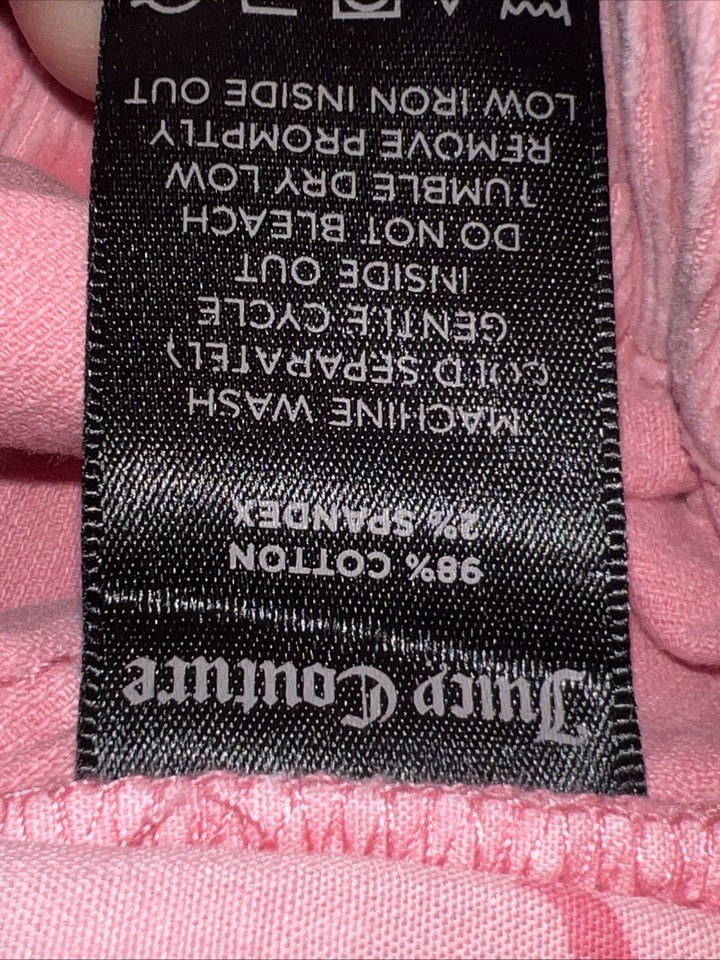 Juicy Couture
98% COTTON
2% SPANDEX
MACHINE WASH
COLD SEPARATELY
GENTLE CYCLE
INSIDE OUT
DO NOT BLEACH
TUMBLE DRY LOW
REMOVE PROMPTLY
LOW IRON INSIDE OUT